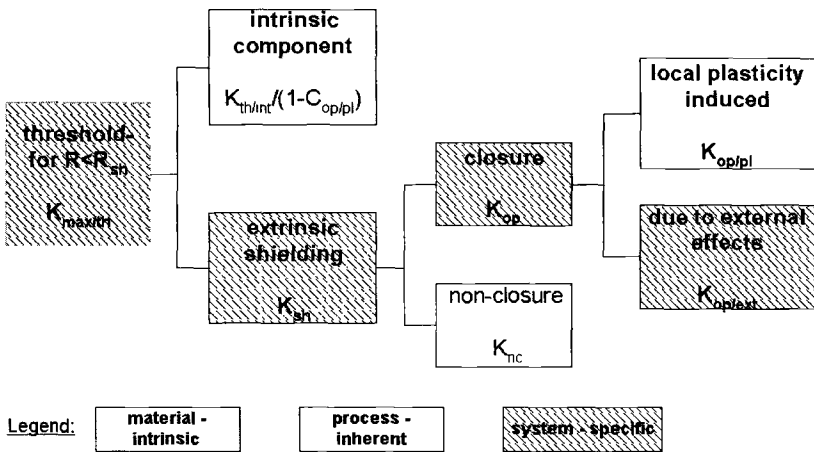 intrinsic
component
K_th/int/(1-C_op/pl)
threshold-
for R<R_sh
K_max/th
extrinsic
shielding
K_sh
closure
K_op
non-closure
K_nc
local plasticity
induced
K_op/pl
due to external
effects
K_op/ext
Legend:
material -
intrinsic
process -
inherent
system - specific